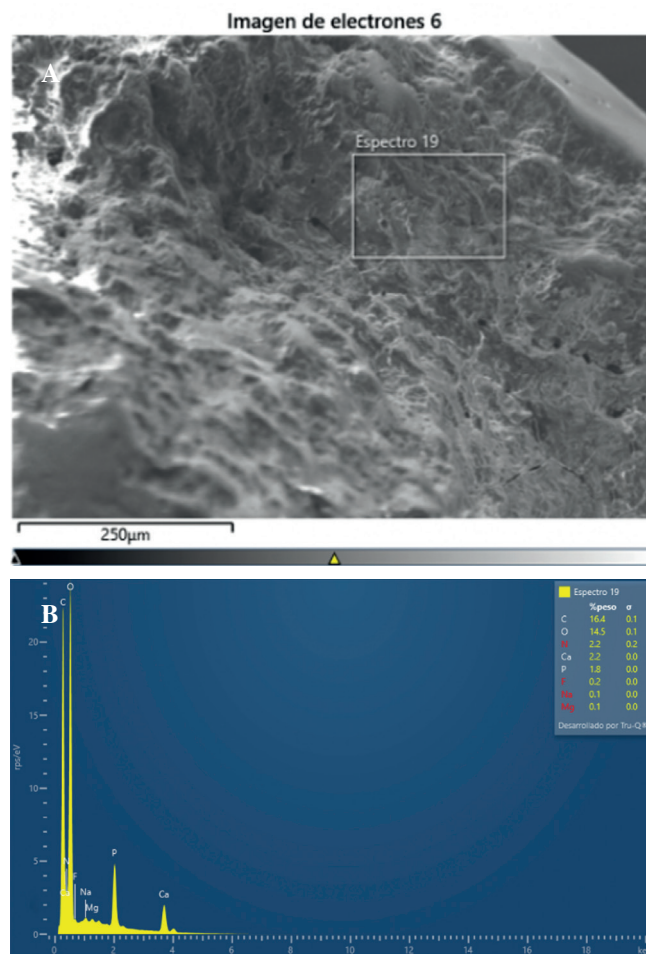 Imagen de electrones 6
A
Espectro 19
250µm
B
Espectro 19
%peso σ
C 16.4 0.1
O 14.5 0.1
N 2.2 0.2
Ca 2.2 0.0
P 1.8 0.0
F 0.2 0.0
Na 0.1 0.0
Mg 0.1 0.0
Desarrollado por Tru-Q®
rps/eV
20
15
10
5
0
C
O
N
Ca
F
Na
Mg
P
Ca
0 2 4 6 8 10 12 14 16 18